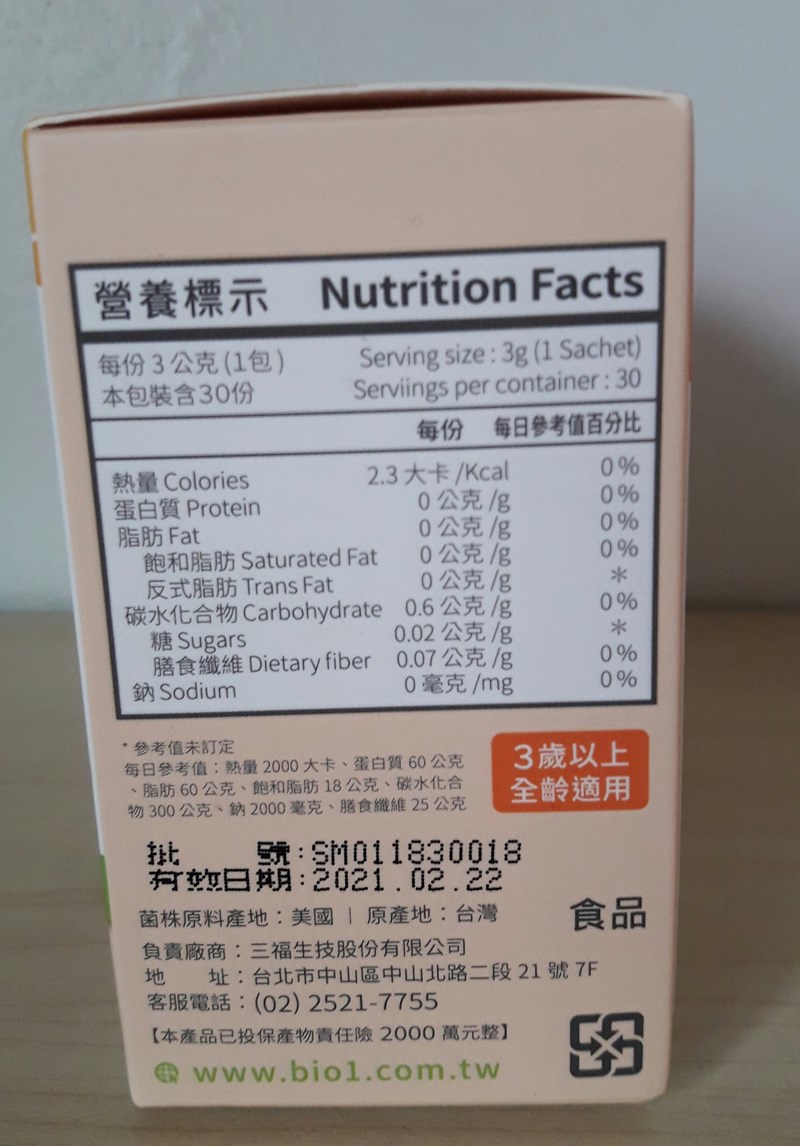 營養標示 Nutrition Facts
每份 3 公克 (1包) Serving size : 3g (1 Sachet)
本包裝含30份 Serviings per container : 30
每份 每日參考值百分比
熱量 Colories 2.3 大卡 /Kcal 0 %
蛋白質 Protein 0 公克 /g 0 %
脂肪 Fat 0 公克 /g 0 %
飽和脂肪 Saturated Fat 0 公克 /g 0 %
反式脂肪 Trans Fat 0 公克 /g *
碳水化合物 Carbohydrate 0.6 公克 /g 0 %
糖 Sugars 0.02 公克 /g *
膳食纖維 Dietary fiber 0.07 公克 /g 0 %
鈉 Sodium 0 毫克 /mg 0 %
* 參考值未訂定
每日參考值：熱量 2000 大卡、蛋白質 60 公克
、脂肪 60 公克、飽和脂肪 18 公克、碳水化合
物 300 公克、鈉 2000 毫克、膳食纖維 25 公克
3歲以上
全齡適用
批 號:SM011830018
有效日期:2021.02.22
菌株原料產地：美國 | 原產地：台灣
食品
負責廠商：三福生技股份有限公司
地 址：台北市中山區中山北路二段 21 號 7F
客服電話：(02) 2521-7755
【本產品已投保產物責任險 2000 萬元整】
www.bio1.com.tw